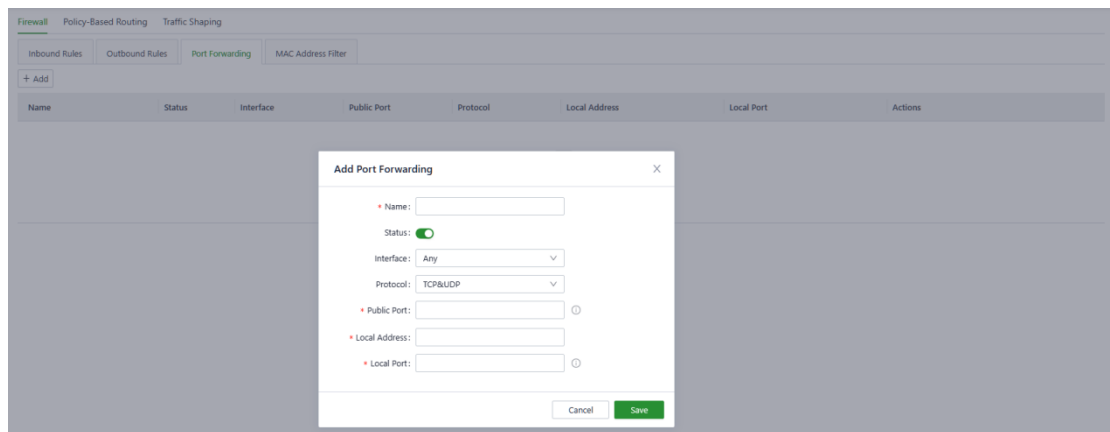 Firewall Policy-Based Routing Traffic Shaping
Inbound Rules Outbound Rules Port Forwarding MAC Address Filter
+ Add
Name Status Interface Public Port Protocol Local Address Local Port Actions
Add Port Forwarding
* Name:
Status:
Interface: Any
Protocol: TCP&UDP
* Public Port:
* Local Address:
* Local Port:
Cancel Save